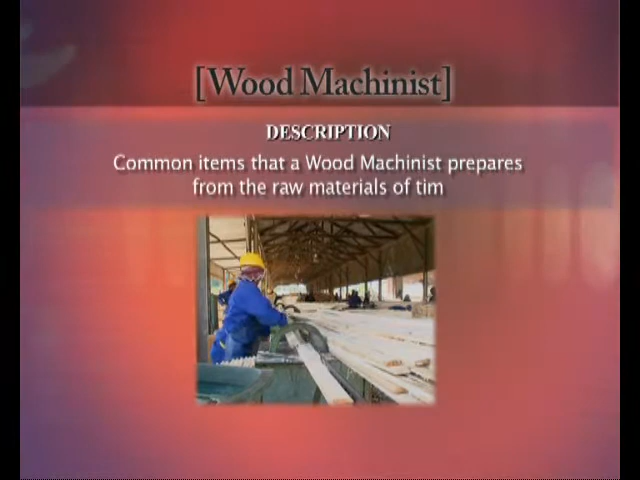 [Wood Machinist]
DESCRIPTION
Common items that a Wood Machinist prepares
from the raw materials of tim